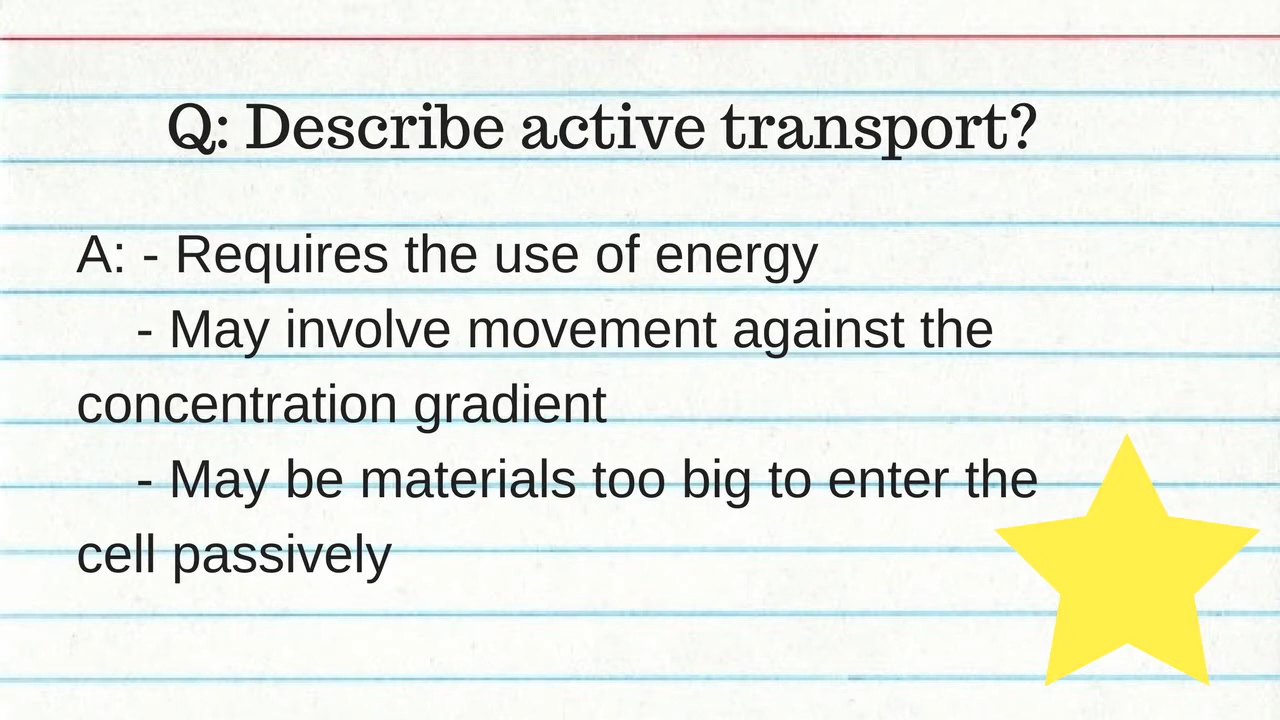 Q: Describe active transport?
A: - Requires the use of energy
- May involve movement against the
concentration gradient
- May be materials too big to enter the
cell passively